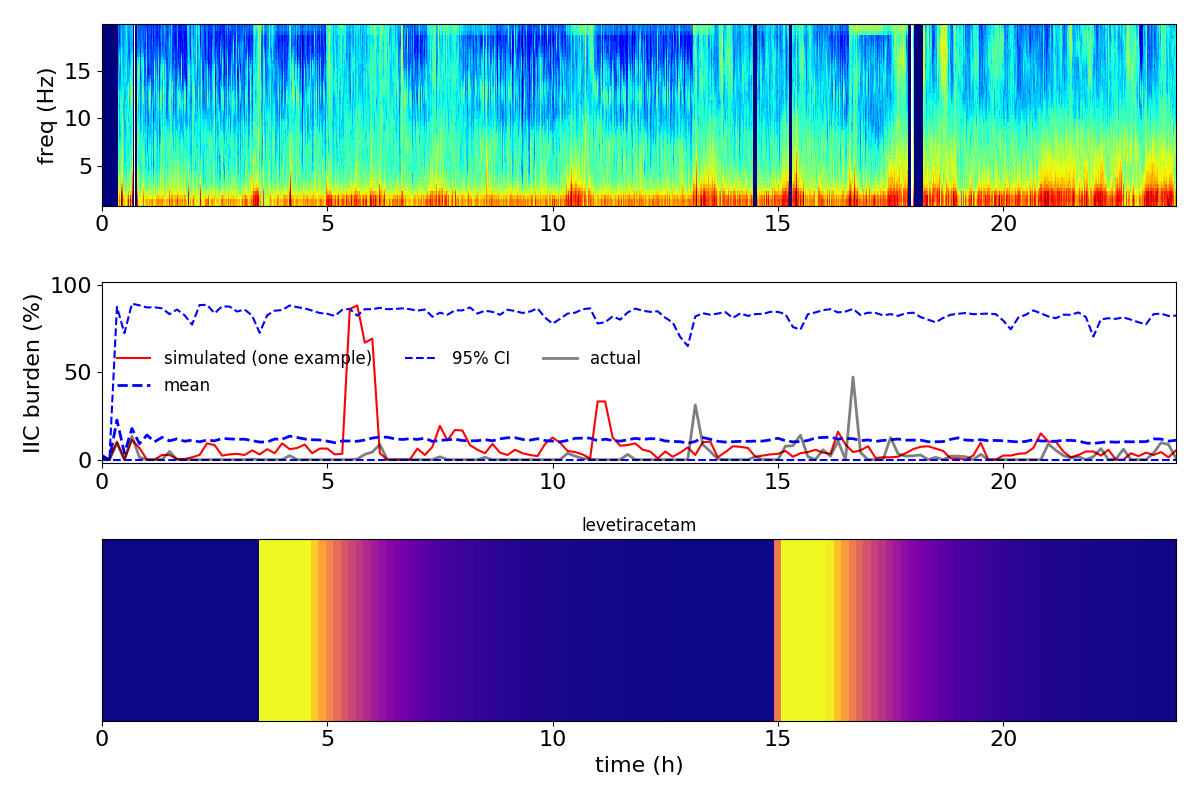 freq (Hz)
15
10
5
0 5 10 15 20
IIC burden (%)
100
50
0
simulated (one example) 95% CI actual
mean
0 5 10 15 20
levetiracetam
0 5 10 15 20
time (h)